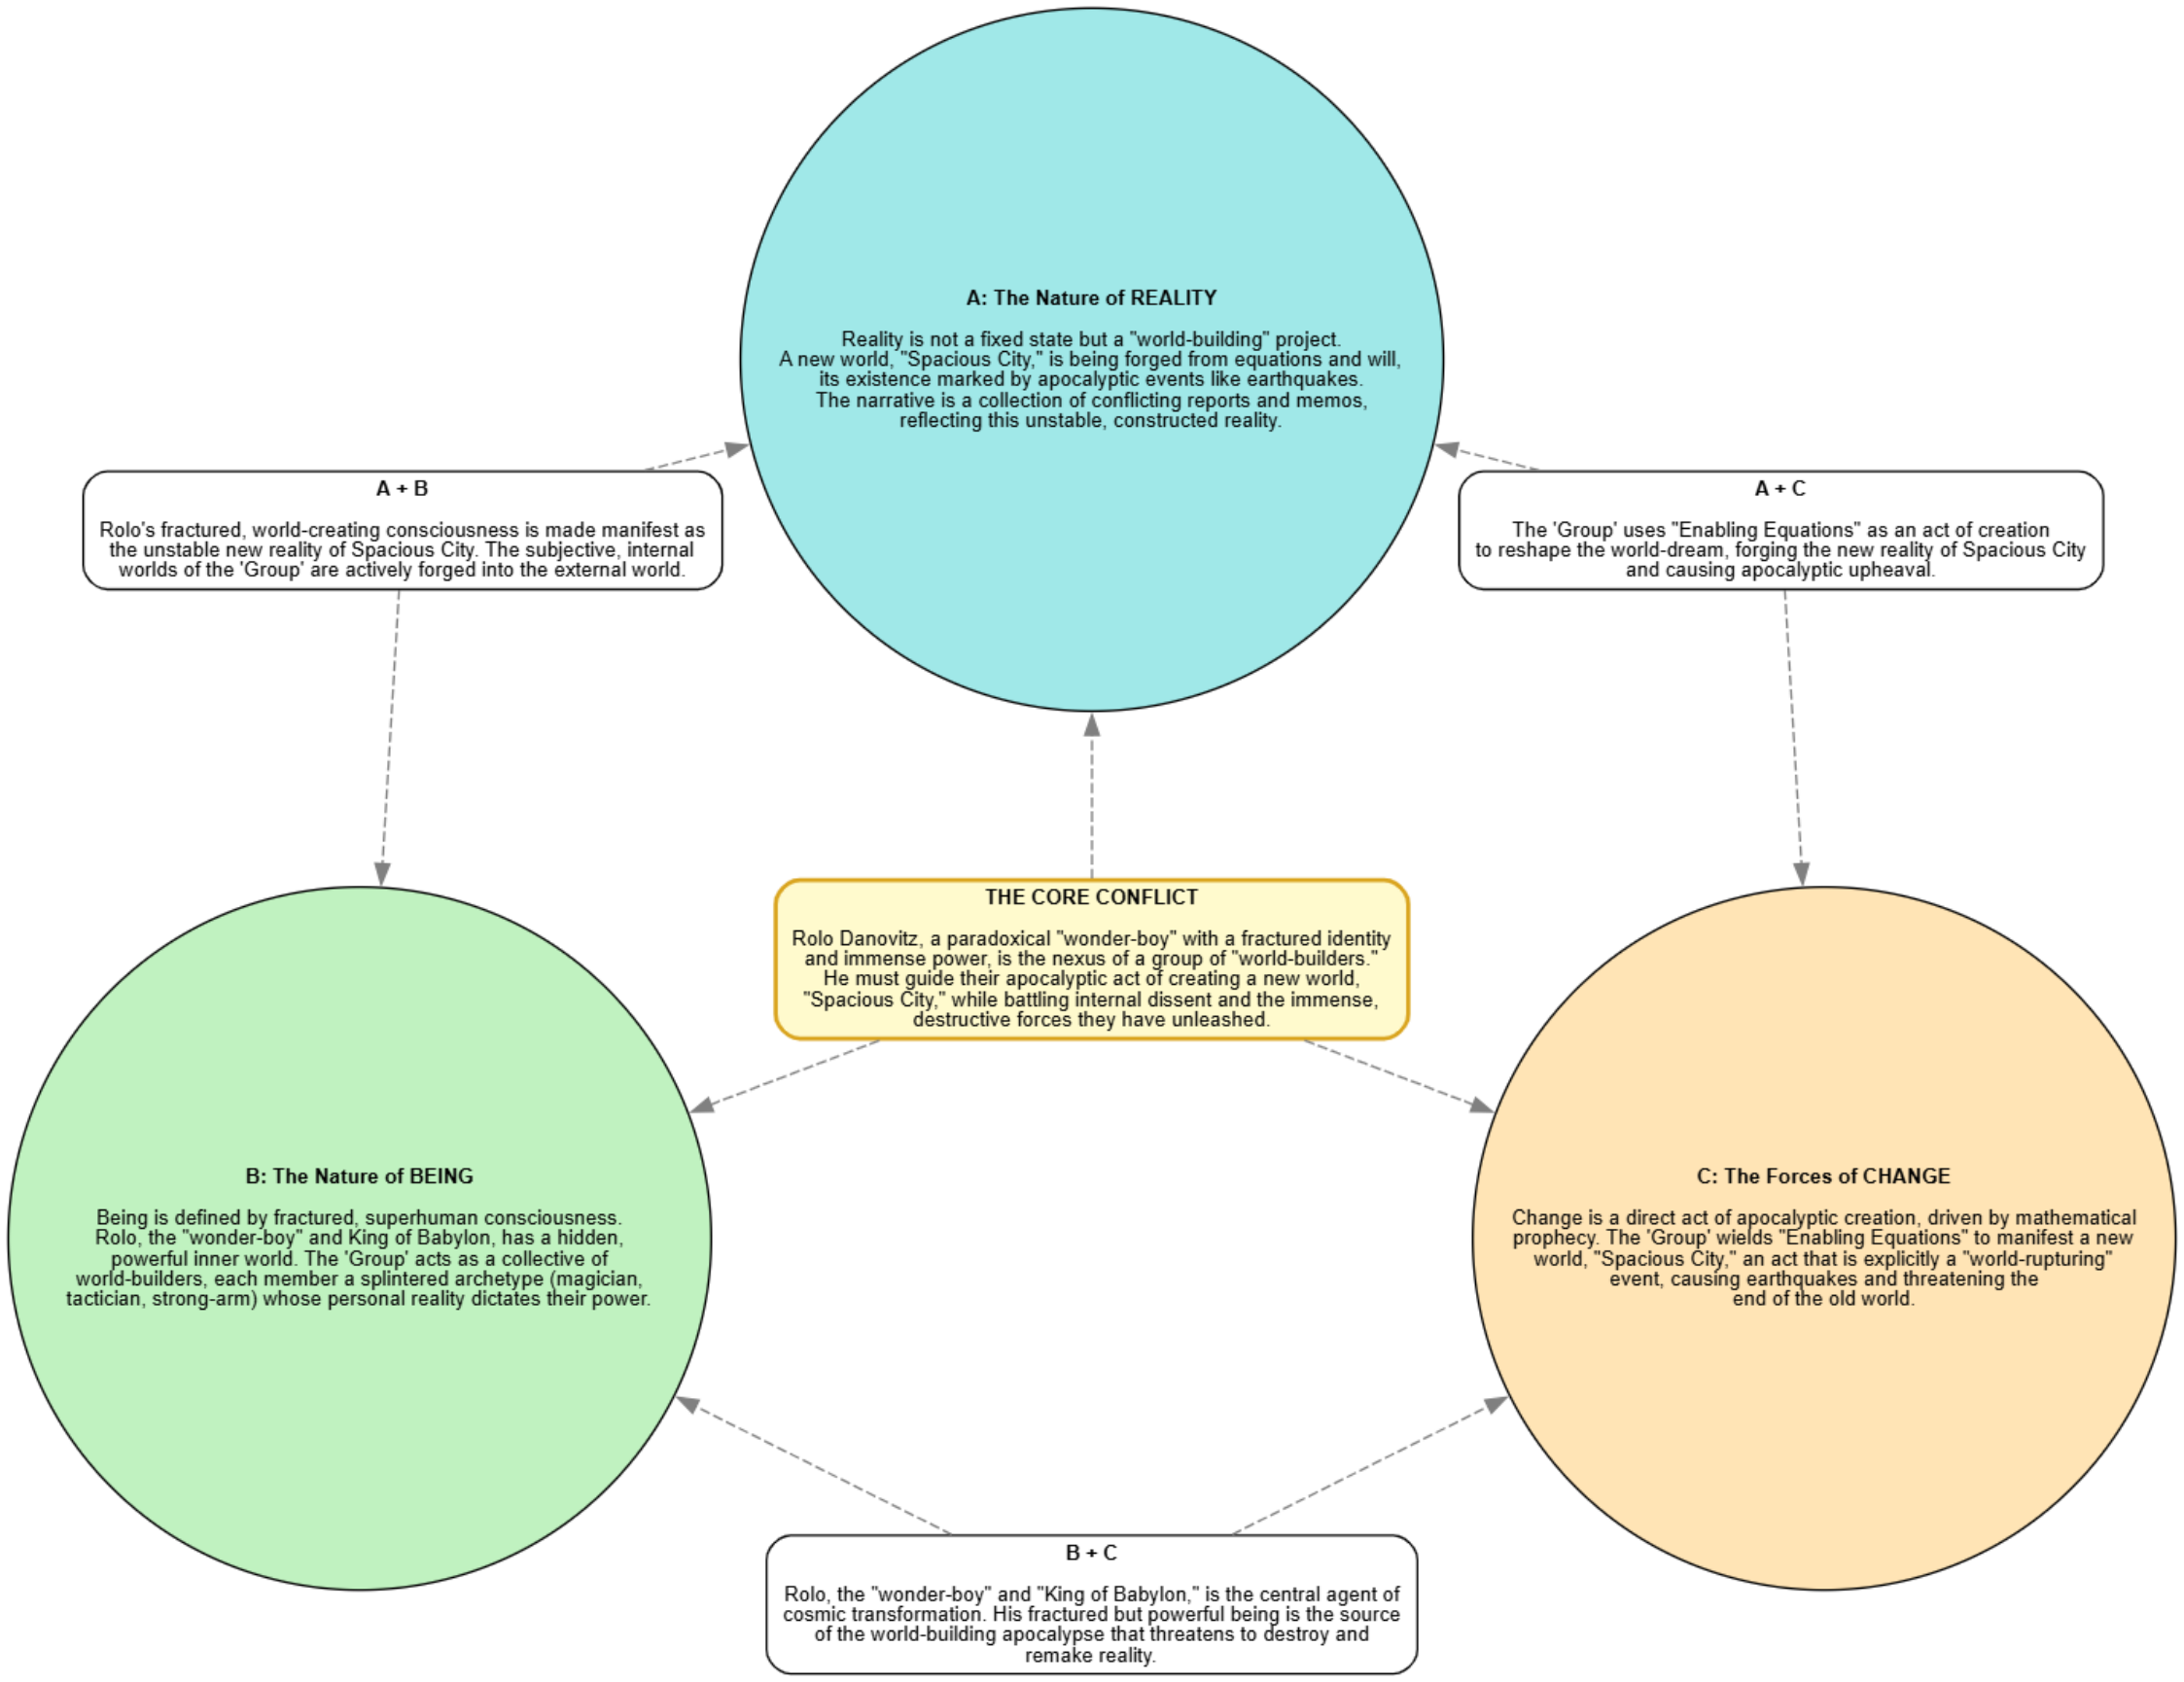 A: The Nature of REALITY
Reality is not a fixed state but a "world-building" project.
A new world, "Spacious City," is being forged from equations and will,
its existence marked by apocalyptic events like earthquakes.
The narrative is a collection of conflicting reports and memos,
reflecting this unstable, constructed reality.
A + B
Rolo's fractured, world-creating consciousness is made manifest as
the unstable new reality of Spacious City. The subjective, internal
worlds of the 'Group' are actively forged into the external world.
A + C
The 'Group' uses "Enabling Equations" as an act of creation
to reshape the world-dream, forging the new reality of Spacious City
and causing apocalyptic upheaval.
THE CORE CONFLICT
Rolo Danovitz, a paradoxical "wonder-boy" with a fractured identity
and immense power, is the nexus of a group of "world-builders."
He must guide their apocalyptic act of creating a new world,
"Spacious City," while battling internal dissent and the immense,
destructive forces they have unleashed.
B: The Nature of BEING
Being is defined by fractured, superhuman consciousness.
Rolo, the "wonder-boy" and King of Babylon, has a hidden,
powerful inner world. The 'Group' acts as a collective of
world-builders, each member a splintered archetype (magician,
tactician, strong-arm) whose personal reality dictates their power.
C: The Forces of CHANGE
Change is a direct act of apocalyptic creation, driven by mathematical
prophecy. The 'Group' wields "Enabling Equations" to manifest a new
world, "Spacious City," an act that is explicitly a "world-rupturing"
event, causing earthquakes and threatening the
end of the old world.
B + C
Rolo, the "wonder-boy" and "King of Babylon," is the central agent of
cosmic transformation. His fractured but powerful being is the source
of the world-building apocalypse that threatens to destroy and
remake reality.